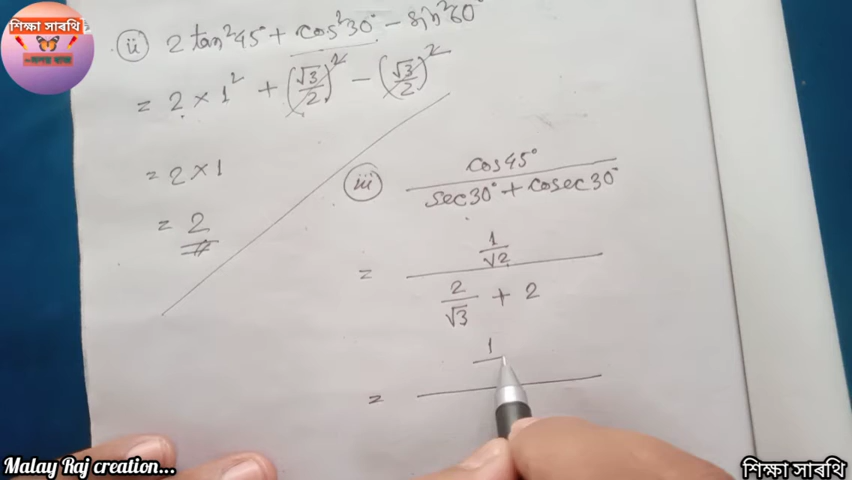 শিক্ষা সাৰথি
(ii) 2 tan²45° + cos²30° - sin²60°
= 2 × 1² + (√3/2)² - (√3/2)²
= 2 × 1
= 2
(iii) cos45°
sec30° + cosec30°
= 1/√2
2/√3 + 2
= 1
Malay Raj creation...
শিক্ষা সাৰথি